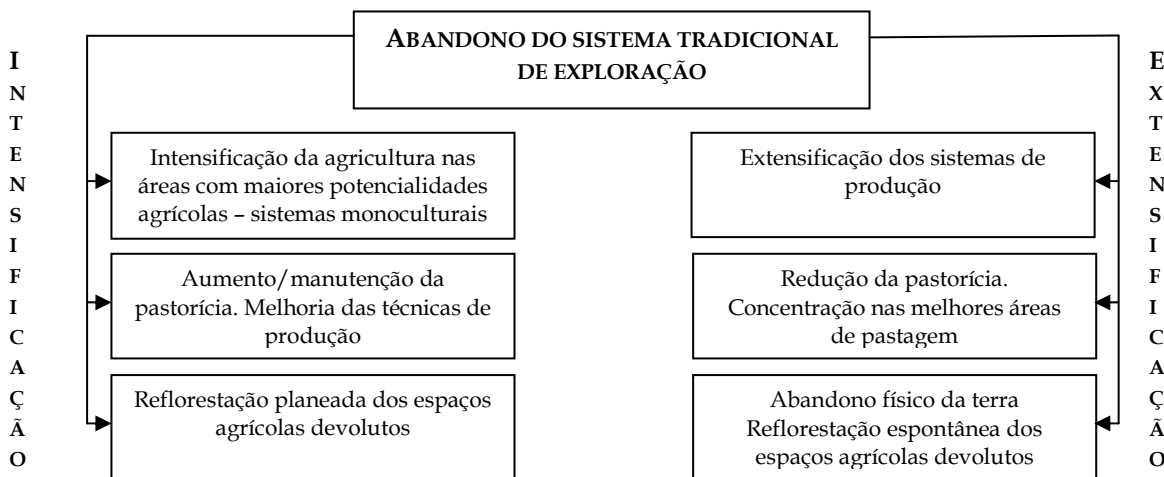 ABANDONO DO SISTEMA TRADICIONAL
DE EXPLORAÇÃO
INTENSIFICAÇÃO
Intensificação da agricultura nas
áreas com maiores potencialidades
agrícolas – sistemas monoculturais
Aumento/manutenção da
pastorícia. Melhoria das técnicas de
produção
Reflorestação planeada dos espaços
agrícolas devolutos
EXTENSIFICAÇÃO
Extensificação dos sistemas de
produção
Redução da pastorícia.
Concentração nas melhores áreas
de pastagem
Abandono físico da terra
Reflorestação espontânea dos
espaços agrícolas devolutos